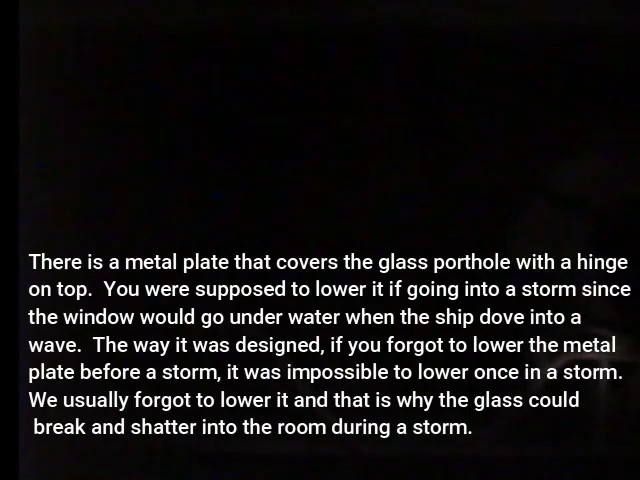 There is a metal plate that covers the glass porthole with a hinge
on top.  You were supposed to lower it if going into a storm since
the window would go under water when the ship dove into a
wave.  The way it was designed, if you forgot to lower the metal
plate before a storm, it was impossible to lower once in a storm.
We usually forgot to lower it and that is why the glass could
break and shatter into the room during a storm.